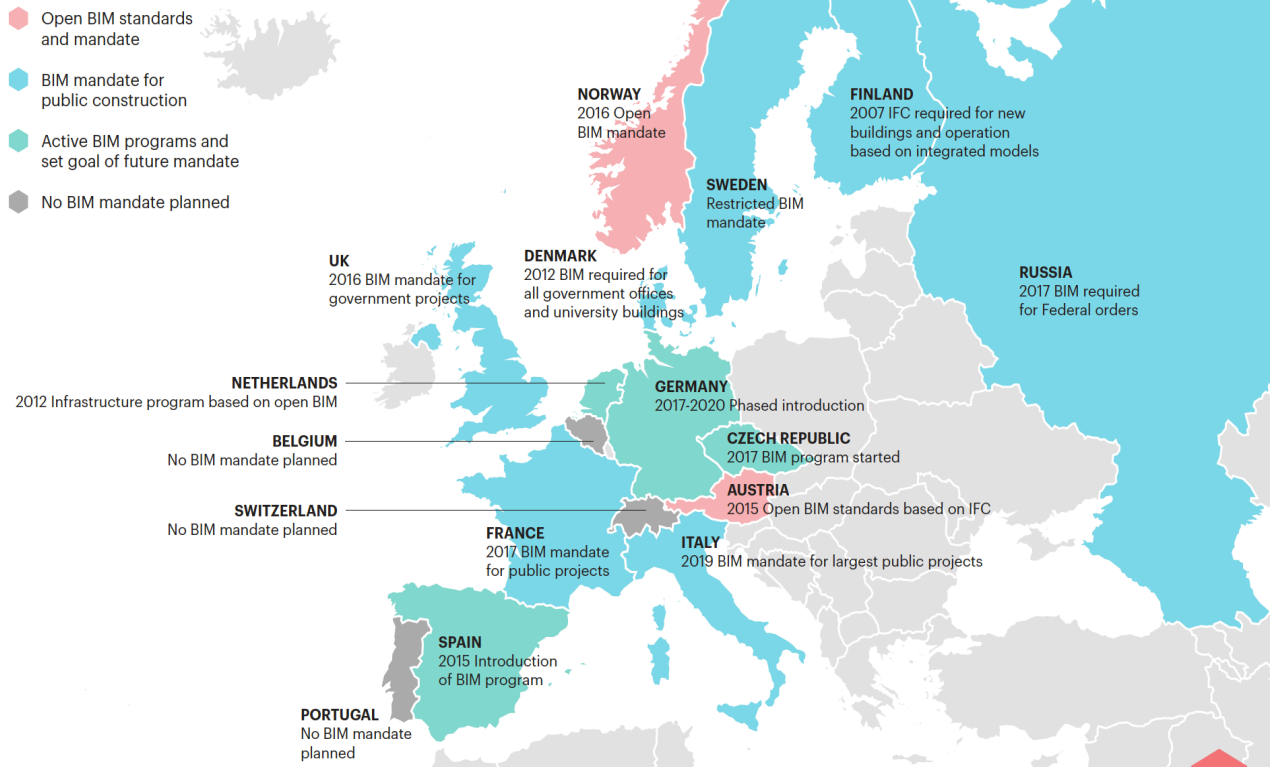 Open BIM standards
and mandate
BIM mandate for
public construction
Active BIM programs and
set goal of future mandate
No BIM mandate planned
NORWAY
2016 Open
BIM mandate
FINLAND
2007 IFC required for new
buildings and operation
based on integrated models
SWEDEN
Restricted BIM
mandate
UK
2016 BIM mandate for
government projects
DENMARK
2012 BIM required for
all government offices
and university buildings
RUSSIA
2017 BIM required
for Federal orders
NETHERLANDS
2012 Infrastructure program based on open BIM
GERMANY
2017-2020 Phased introduction
BELGIUM
No BIM mandate planned
CZECH REPUBLIC
2017 BIM program started
SWITZERLAND
No BIM mandate planned
AUSTRIA
2015 Open BIM standards based on IFC
FRANCE
2017 BIM mandate
for public projects
ITALY
2019 BIM mandate for largest public projects
SPAIN
2015 Introduction
of BIM program
PORTUGAL
No BIM mandate
planned